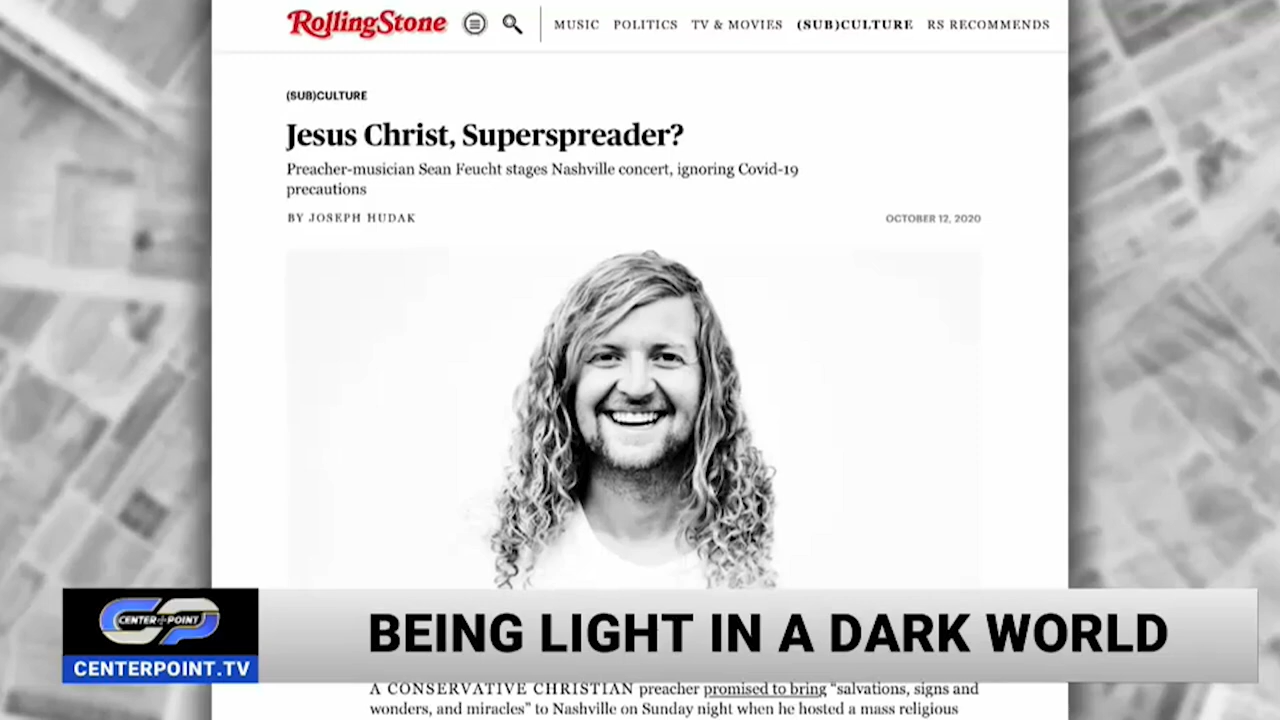 RollingStone
MUSIC POLITICS TV & MOVIES (SUB)CULTURE RS RECOMMENDS
(SUB)CULTURE
Jesus Christ, Superspreader?
Preacher-musician Sean Feucht stages Nashville concert, ignoring Covid-19
precautions
BY JOSEPH HUDAK
OCTOBER 12, 2020
CENTER POINT
CENTERPOINT.TV
BEING LIGHT IN A DARK WORLD
A CONSERVATIVE CHRISTIAN preacher promised to bring “salvations, signs and
wonders, and miracles” to Nashville on Sunday night when he hosted a mass religious